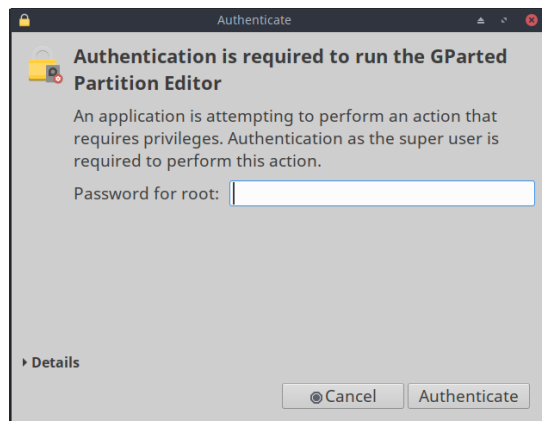 Authenticate
Authentication is required to run the GParted
Partition Editor
An application is attempting to perform an action that
requires privileges. Authentication as the super user is
required to perform this action.
Password for root:
Details
Cancel
Authenticate